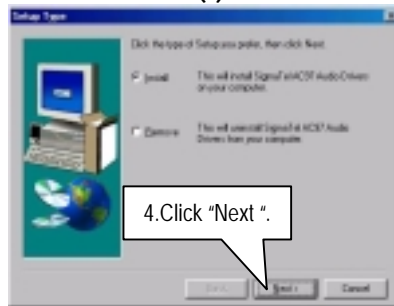 Setup Type
Click the type of Setup you prefer, then click Next.
Install
This will install SigmaTel AC97 Audio Drivers
on your computer.
Remove
This will uninstall SigmaTel AC97 Audio
Drivers from your computer.
4.Click "Next ".
Next >
Cancel